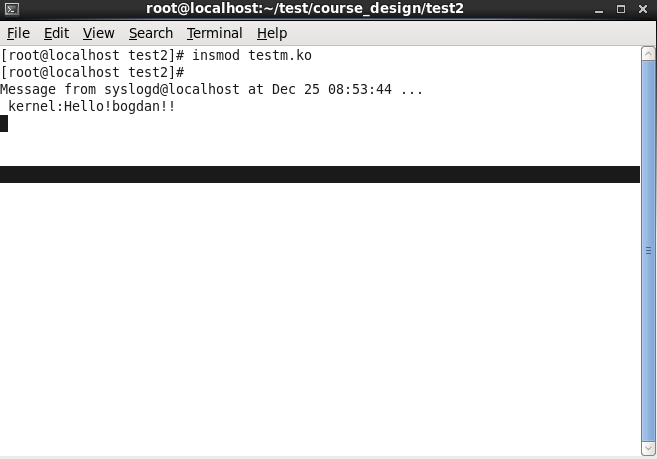 root@localhost:~/test/course_design/test2
File Edit View Search Terminal Help
[root@localhost test2]# insmod testm.ko
[root@localhost test2]#
Message from syslogd@localhost at Dec 25 08:53:44 ...
 kernel:Hello!bogdan!!